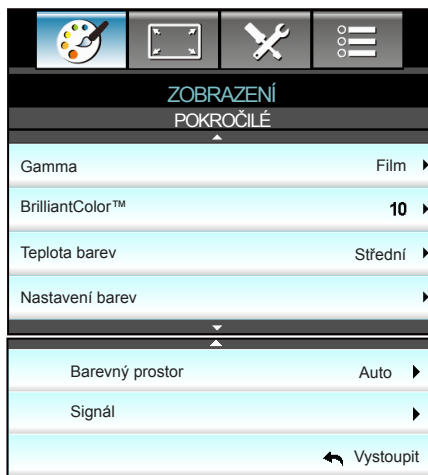 ZOBRAZENÍ
POKROČILÉ
Gamma Film
BrilliantColor™ 10
Teplota barev Střední
Nastavení barev
Barevný prostor Auto
Signál
Vystoupit